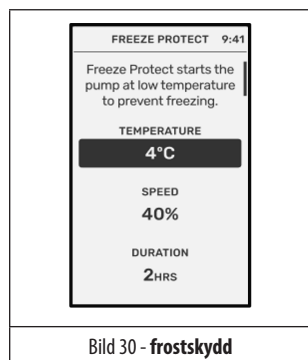 FREEZE PROTECT 9:41
Freeze Protect starts the
pump at low temperature
to prevent freezing.
TEMPERATURE
4°C
SPEED
40%
DURATION
2HRS
Bild 30 - frostskydd